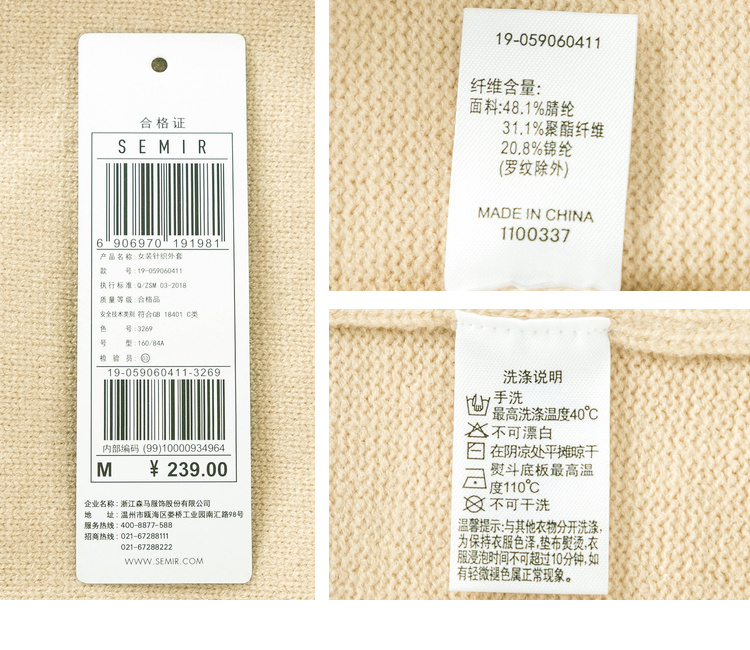 合格证
SEMIR
6 906970 191981
产品名称:女装针织外套
款号:19-059060411
执行标准:Q/ZSM 03-2018
质量等级:合格品
安全技术类别:符合GB 18401 C类
色号:3269
号型:160/84A
检验员:
19-059060411-3269
内部编码 (99)10000934964
M ¥ 239.00
企业名称:浙江森马服饰股份有限公司
地址:温州市瓯海区娄桥工业园南汇路98号
服务热线:400-8877-588
招商热线:021-67288111
021-67288222
WWW.SEMIR.COM
19-059060411
纤维含量:
面料:48.1%腈纶
31.1%聚酯纤维
20.8%锦纶
(罗纹除外)
MADE IN CHINA
1100337
洗涤说明
手洗
最高洗涤温度40℃
不可漂白
在阴凉处平摊晾干
熨斗底板最高温
度110℃
不可干洗
温馨提示:与其他衣物分开洗涤,
为保持衣服色泽,垫布熨烫,衣
服浸泡时间不可超过10分钟,如
有轻微褪色属正常现象。